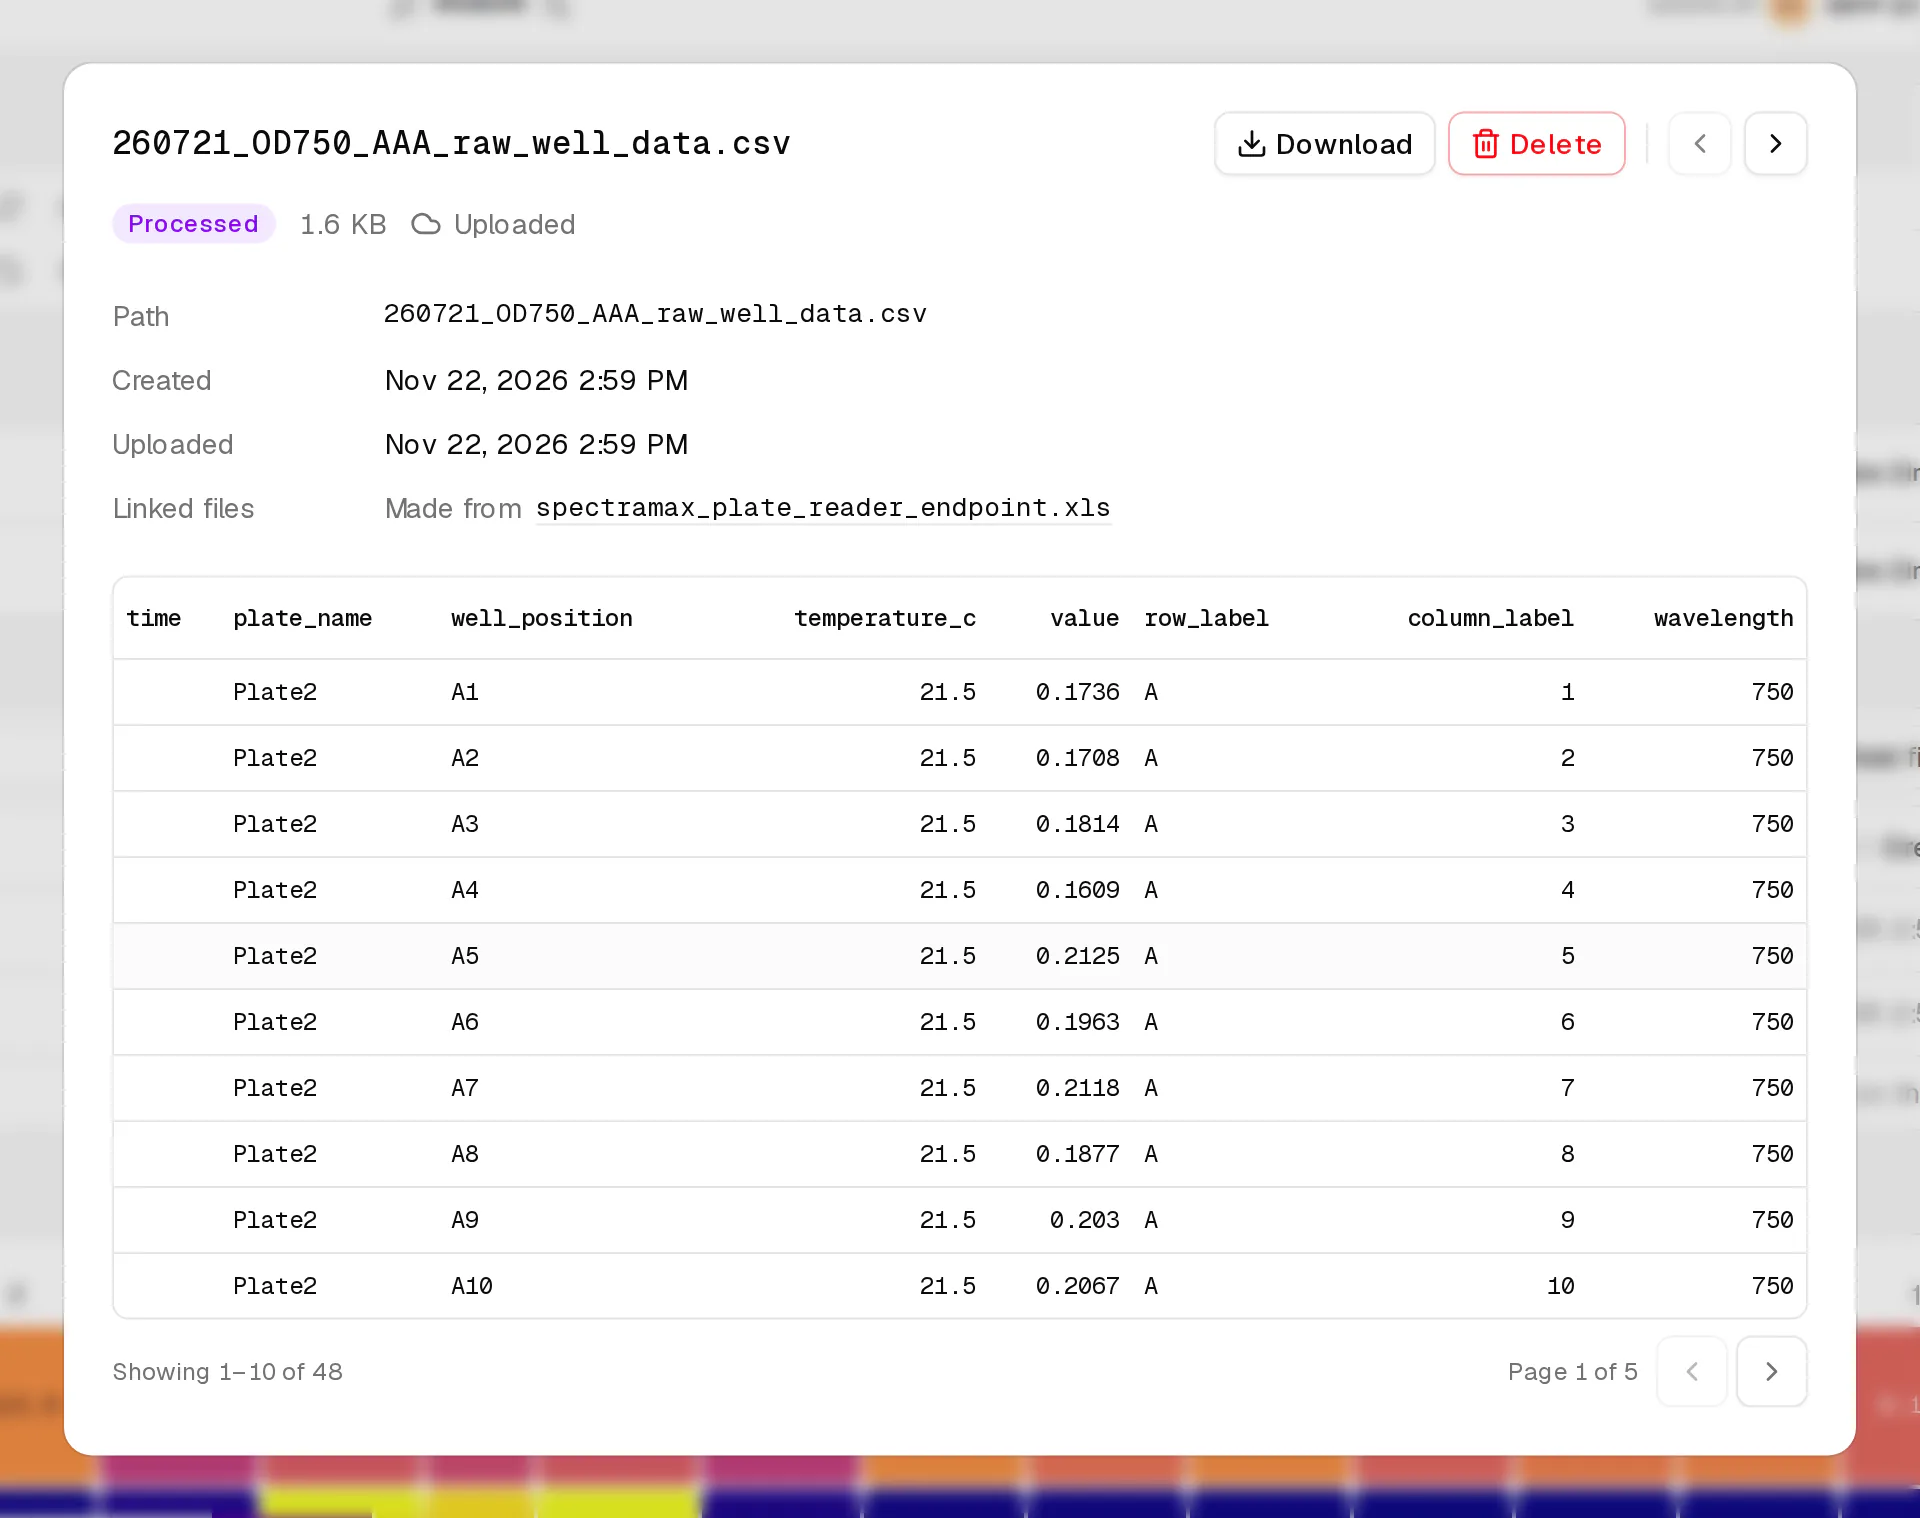 260721_OD750_AAA_raw_well_data.csv
Download
Delete
Processed 1.6 KB Uploaded
Path 260721_OD750_AAA_raw_well_data.csv
Created Nov 22, 2026 2:59 PM
Uploaded Nov 22, 2026 2:59 PM
Linked files Made from spectramax_plate_reader_endpoint.xls
time plate_name well_position temperature_c value row_label column_label wavelength
Plate2 A1 21.5 0.1736 A 1 750
Plate2 A2 21.5 0.1708 A 2 750
Plate2 A3 21.5 0.1814 A 3 750
Plate2 A4 21.5 0.1609 A 4 750
Plate2 A5 21.5 0.2125 A 5 750
Plate2 A6 21.5 0.1963 A 6 750
Plate2 A7 21.5 0.2118 A 7 750
Plate2 A8 21.5 0.1877 A 8 750
Plate2 A9 21.5 0.203 A 9 750
Plate2 A10 21.5 0.2067 A 10 750
Showing 1–10 of 48 Page 1 of 5